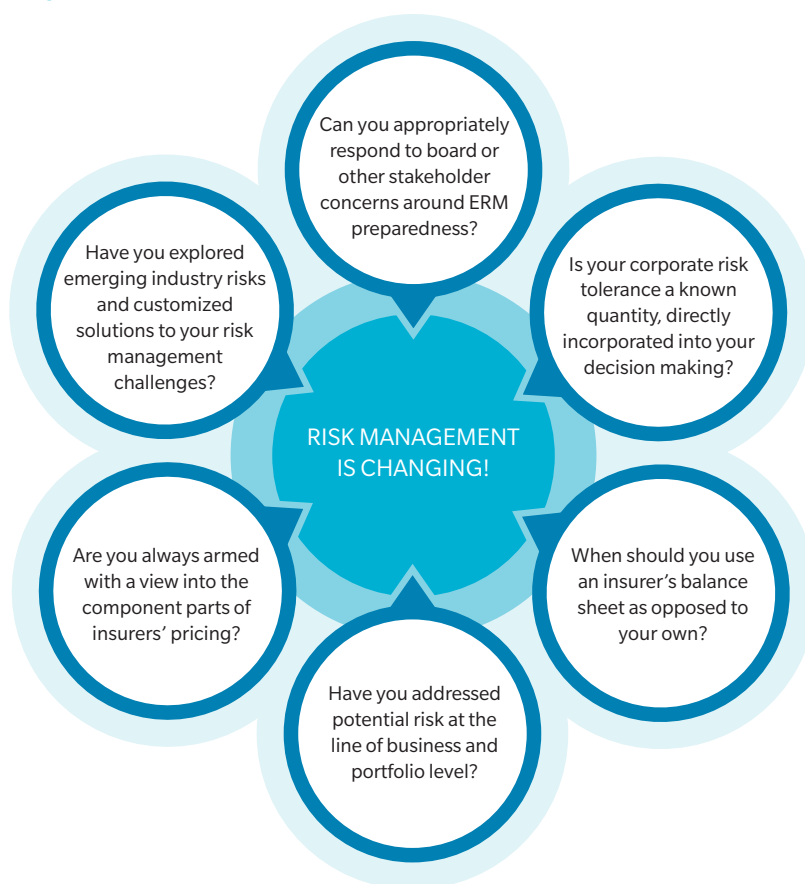 Can you appropriately
respond to board or
other stakeholder
concerns around ERM
preparedness?
Have you explored
emerging industry risks
and customized
solutions to your risk
management
challenges?
Is your corporate risk
tolerance a known
quantity, directly
incorporated into your
decision making?
RISK MANAGEMENT
IS CHANGING!
Are you always armed
with a view into the
component parts of
insurers’ pricing?
When should you use
an insurer’s balance
sheet as opposed to
your own?
Have you addressed
potential risk at the
line of business and
portfolio level?